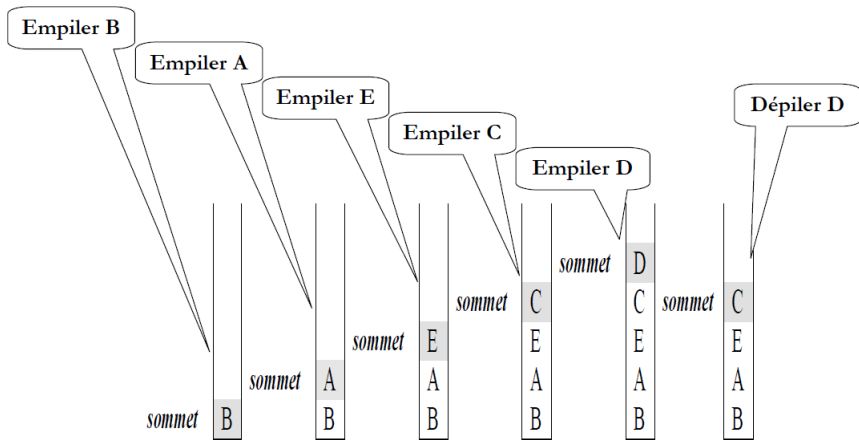 Empiler B
Empiler A
Empiler E
Empiler C
Empiler D
Dépiler D
sommet D
sommet C C sommet C
sommet E E E E
sommet A A A A A
sommet B B B B B B